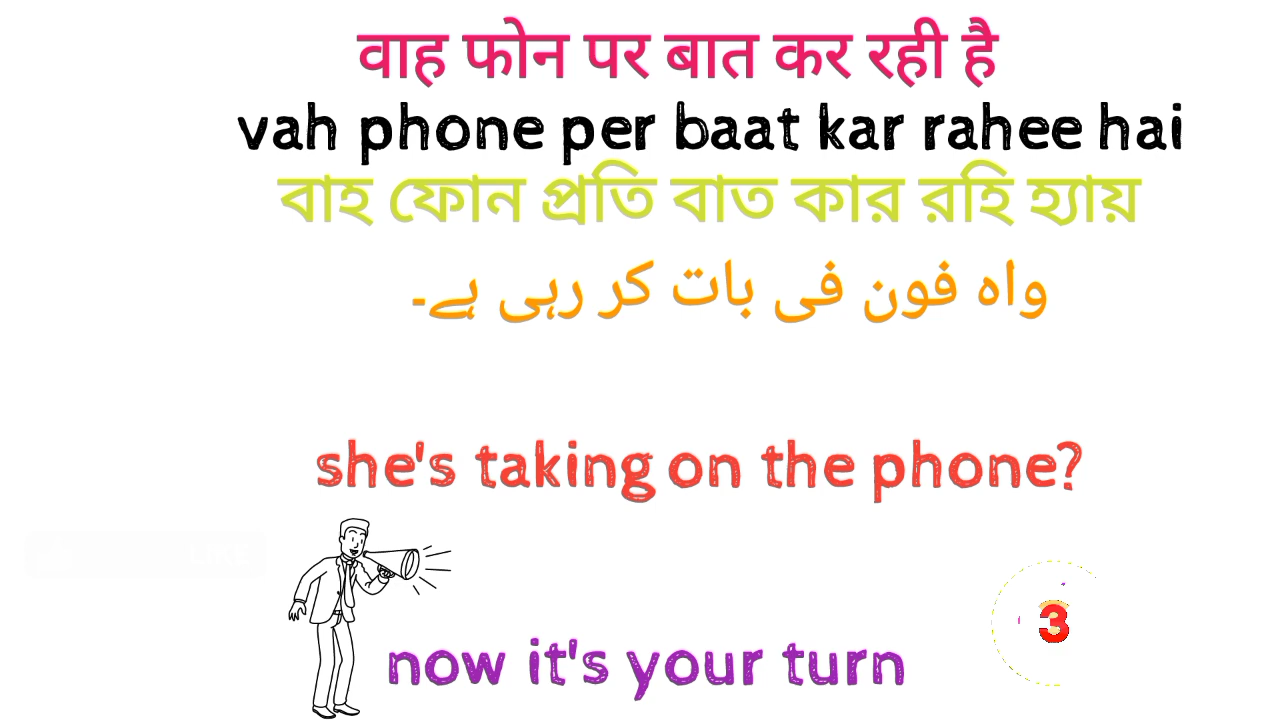 वाह फोन पर बात कर रही है
vah phone per baat kar rahee hai
বাহ ফোন প্রতি বাত কার রহি হ্যায়
واہ فون فی بات کر رہی ہے۔
she's taking on the phone?
LIKE
3
now it's your turn